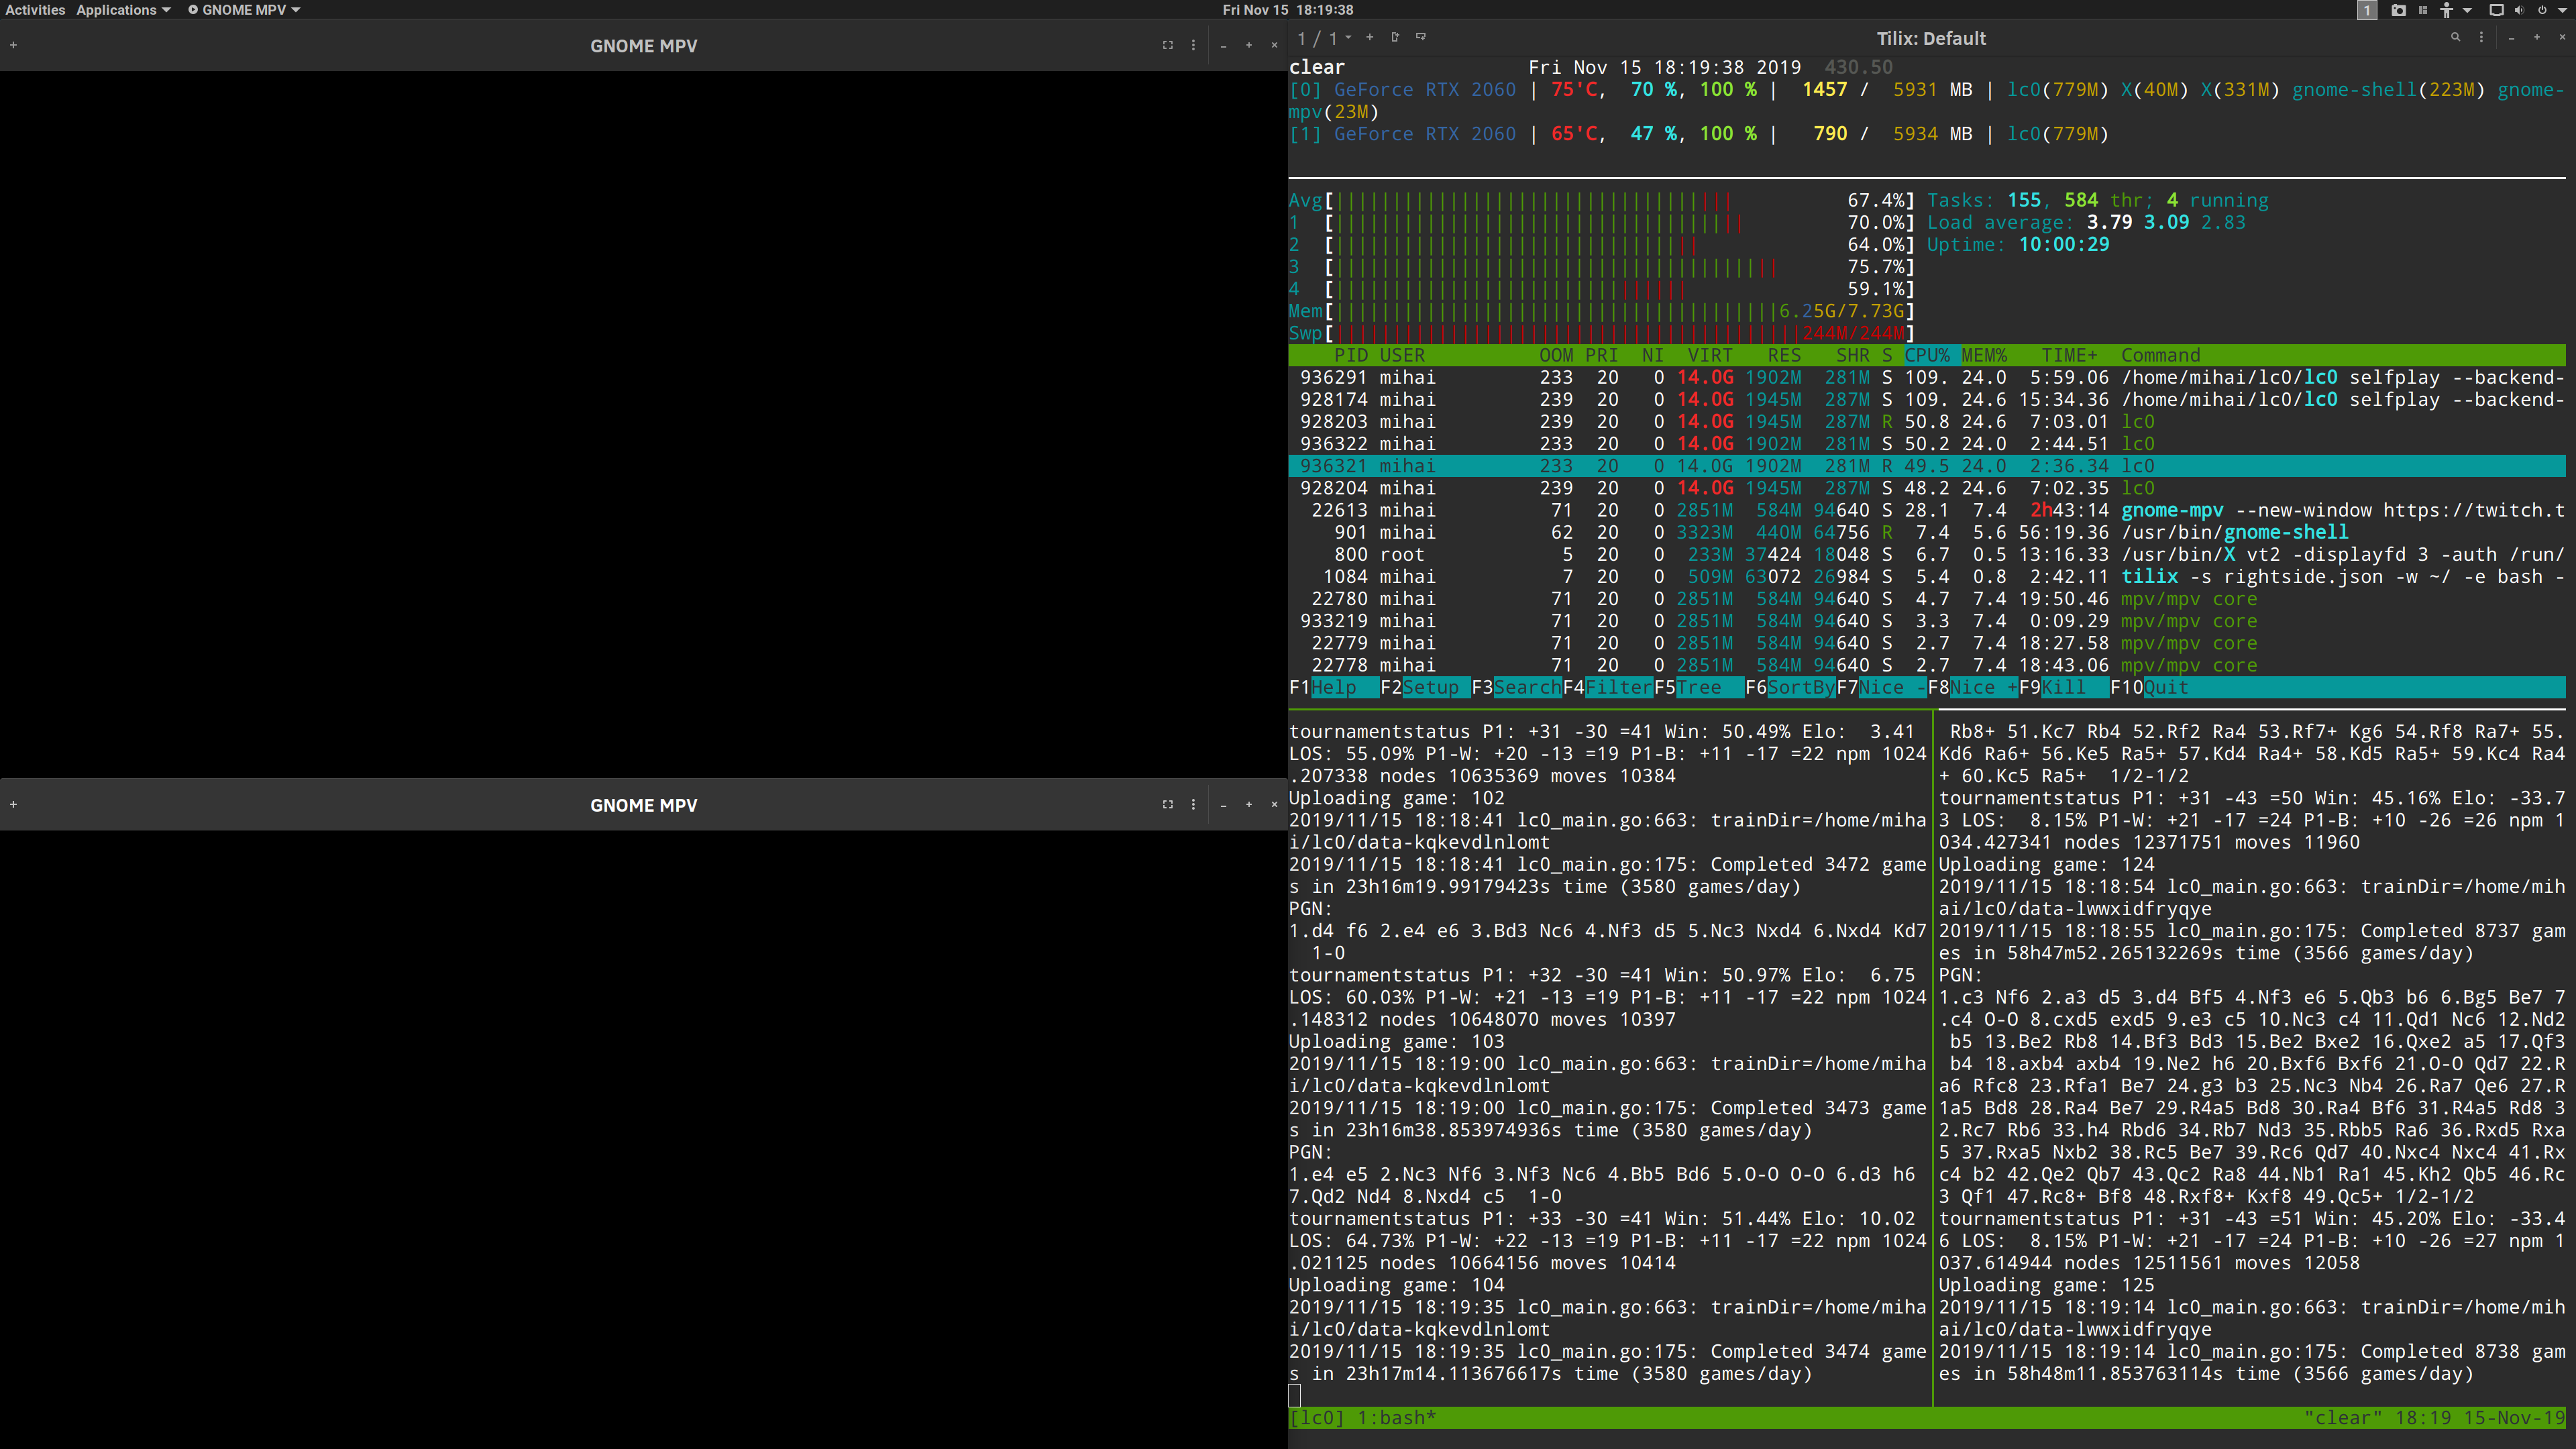 Activities Applications GNOME MPV Fri Nov 15 18:19:38 1
GNOME MPV
GNOME MPV
1 / 1 Tilix: Default
clear Fri Nov 15 18:19:38 2019 430.50
[0] GeForce RTX 2060 | 75'C, 70 %, 100 % | 1457 / 5931 MB | lc0(779M) X(40M) X(331M) gnome-shell(223M) gnome-
mpv(23M)
[1] GeForce RTX 2060 | 65'C, 47 %, 100 % | 790 / 5934 MB | lc0(779M)
Avg[ 67.4%] Tasks: 155, 584 thr; 4 running
1 [ 70.0%] Load average: 3.79 3.09 2.83
2 [ 64.0%] Uptime: 10:00:29
3 [ 75.7%]
4 [ 59.1%]
Mem[ 6.25G/7.73G]
Swp[ 244M/244M]
PID USER OOM PRI NI VIRT RES SHR S CPU% MEM% TIME+ Command
936291 mihai 233 20 0 14.0G 1902M 281M S 109. 24.0 5:59.06 /home/mihai/lc0/lc0 selfplay --backend-
928174 mihai 239 20 0 14.0G 1945M 287M S 109. 24.6 15:34.36 /home/mihai/lc0/lc0 selfplay --backend-
928203 mihai 239 20 0 14.0G 1945M 287M R 50.8 24.6 7:03.01 lc0
936322 mihai 233 20 0 14.0G 1902M 281M S 50.2 24.0 2:44.51 lc0
936321 mihai 233 20 0 14.0G 1902M 281M R 49.5 24.0 2:36.34 lc0
928204 mihai 239 20 0 14.0G 1945M 287M S 48.2 24.6 7:02.35 lc0
22613 mihai 71 20 0 2851M 584M 94640 S 28.1 7.4 2h43:14 gnome-mpv --new-window https://twitch.t
901 mihai 62 20 0 3323M 440M 64756 R 7.4 5.6 56:19.36 /usr/bin/gnome-shell
800 root 5 20 0 233M 37424 18048 S 6.7 0.5 13:16.33 /usr/bin/X vt2 -displayfd 3 -auth /run/
1084 mihai 7 20 0 509M 63072 26984 S 5.4 0.8 2:42.11 tilix -s rightside.json -w ~/ -e bash -
22780 mihai 71 20 0 2851M 584M 94640 S 4.7 7.4 19:50.46 mpv/mpv core
933219 mihai 71 20 0 2851M 584M 94640 S 3.3 7.4 0:09.29 mpv/mpv core
22779 mihai 71 20 0 2851M 584M 94640 S 2.7 7.4 18:27.58 mpv/mpv core
22778 mihai 71 20 0 2851M 584M 94640 S 2.7 7.4 18:43.06 mpv/mpv core
F1Help F2Setup F3SearchF4FilterF5Tree F6SortByF7Nice -F8Nice +F9Kill F10Quit
tournamentstatus P1: +31 -30 =41 Win: 50.49% Elo: 3.41
LOS: 55.09% P1-W: +20 -13 =19 P1-B: +11 -17 =22 npm 1024
.207338 nodes 10635369 moves 10384
Uploading game: 102
2019/11/15 18:18:41 lc0_main.go:663: trainDir=/home/miha
i/lc0/data-kqkevdlnlomt
2019/11/15 18:18:41 lc0_main.go:175: Completed 3472 game
s in 23h16m19.99179423s time (3580 games/day)
PGN:
1.d4 f6 2.e4 e6 3.Bd3 Nc6 4.Nf3 d5 5.Nc3 Nxd4 6.Nxd4 Kd7
1-0
tournamentstatus P1: +32 -30 =41 Win: 50.97% Elo: 6.75
LOS: 60.03% P1-W: +21 -13 =19 P1-B: +11 -17 =22 npm 1024
.148312 nodes 10648070 moves 10397
Uploading game: 103
2019/11/15 18:19:00 lc0_main.go:663: trainDir=/home/miha
i/lc0/data-kqkevdlnlomt
2019/11/15 18:19:00 lc0_main.go:175: Completed 3473 game
s in 23h16m38.853974936s time (3580 games/day)
PGN:
1.e4 e5 2.Nc3 Nf6 3.Nf3 Nc6 4.Bb5 Bd6 5.O-O O-O 6.d3 h6
7.Qd2 Nd4 8.Nxd4 c5 1-0
tournamentstatus P1: +33 -30 =41 Win: 51.44% Elo: 10.02
LOS: 64.73% P1-W: +22 -13 =19 P1-B: +11 -17 =22 npm 1024
.021125 nodes 10664156 moves 10414
Uploading game: 104
2019/11/15 18:19:35 lc0_main.go:663: trainDir=/home/miha
i/lc0/data-kqkevdlnlomt
2019/11/15 18:19:35 lc0_main.go:175: Completed 3474 game
s in 23h17m14.113676617s time (3580 games/day)
Rb8+ 51.Kc7 Rb4 52.Rf2 Ra4 53.Rf7+ Kg6 54.Rf8 Ra7+ 55.
Kd6 Ra6+ 56.Ke5 Ra5+ 57.Kd4 Ra4+ 58.Kd5 Ra5+ 59.Kc4 Ra4
+ 60.Kc5 Ra5+ 1/2-1/2
tournamentstatus P1: +31 -43 =50 Win: 45.16% Elo: -33.7
3 LOS: 8.15% P1-W: +21 -17 =24 P1-B: +10 -26 =26 npm 1
034.427341 nodes 12371751 moves 11960
Uploading game: 124
2019/11/15 18:18:54 lc0_main.go:663: trainDir=/home/mih
ai/lc0/data-lwwxidfryqye
2019/11/15 18:18:55 lc0_main.go:175: Completed 8737 gam
es in 58h47m52.265132269s time (3566 games/day)
PGN:
1.c3 Nf6 2.a3 d5 3.d4 Bf5 4.Nf3 e6 5.Qb3 b6 6.Bg5 Be7 7
.c4 O-O 8.cxd5 exd5 9.e3 c5 10.Nc3 c4 11.Qd1 Nc6 12.Nd2
b5 13.Be2 Rb8 14.Bf3 Bd3 15.Be2 Bxe2 16.Qxe2 a5 17.Qf3
b4 18.axb4 axb4 19.Ne2 h6 20.Bxf6 Bxf6 21.O-O Qd7 22.R
a6 Rfc8 23.Rfa1 Be7 24.g3 b3 25.Nc3 Nb4 26.Ra7 Qe6 27.R
1a5 Bd8 28.Ra4 Be7 29.R4a5 Bd8 30.Ra4 Bf6 31.R4a5 Rd8 3
2.Rc7 Rb6 33.h4 Rbd6 34.Rb7 Nd3 35.Rbb5 Ra6 36.Rxd5 Rxa
5 37.Rxa5 Nxb2 38.Rc5 Be7 39.Rc6 Qd7 40.Nxc4 Nxc4 41.Rx
c4 b2 42.Qe2 Qb7 43.Qc2 Ra8 44.Nb1 Ra1 45.Kh2 Qb5 46.Rc
3 Qf1 47.Rc8+ Bf8 48.Rxf8+ Kxf8 49.Qc5+ 1/2-1/2
tournamentstatus P1: +31 -43 =51 Win: 45.20% Elo: -33.4
6 LOS: 8.15% P1-W: +21 -17 =24 P1-B: +10 -26 =27 npm 1
037.614944 nodes 12511561 moves 12058
Uploading game: 125
2019/11/15 18:19:14 lc0_main.go:663: trainDir=/home/mih
ai/lc0/data-lwwxidfryqye
2019/11/15 18:19:14 lc0_main.go:175: Completed 8738 gam
es in 58h48m11.853763114s time (3566 games/day)
[lc0] 1:bash* "clear" 18:19 15-Nov-19